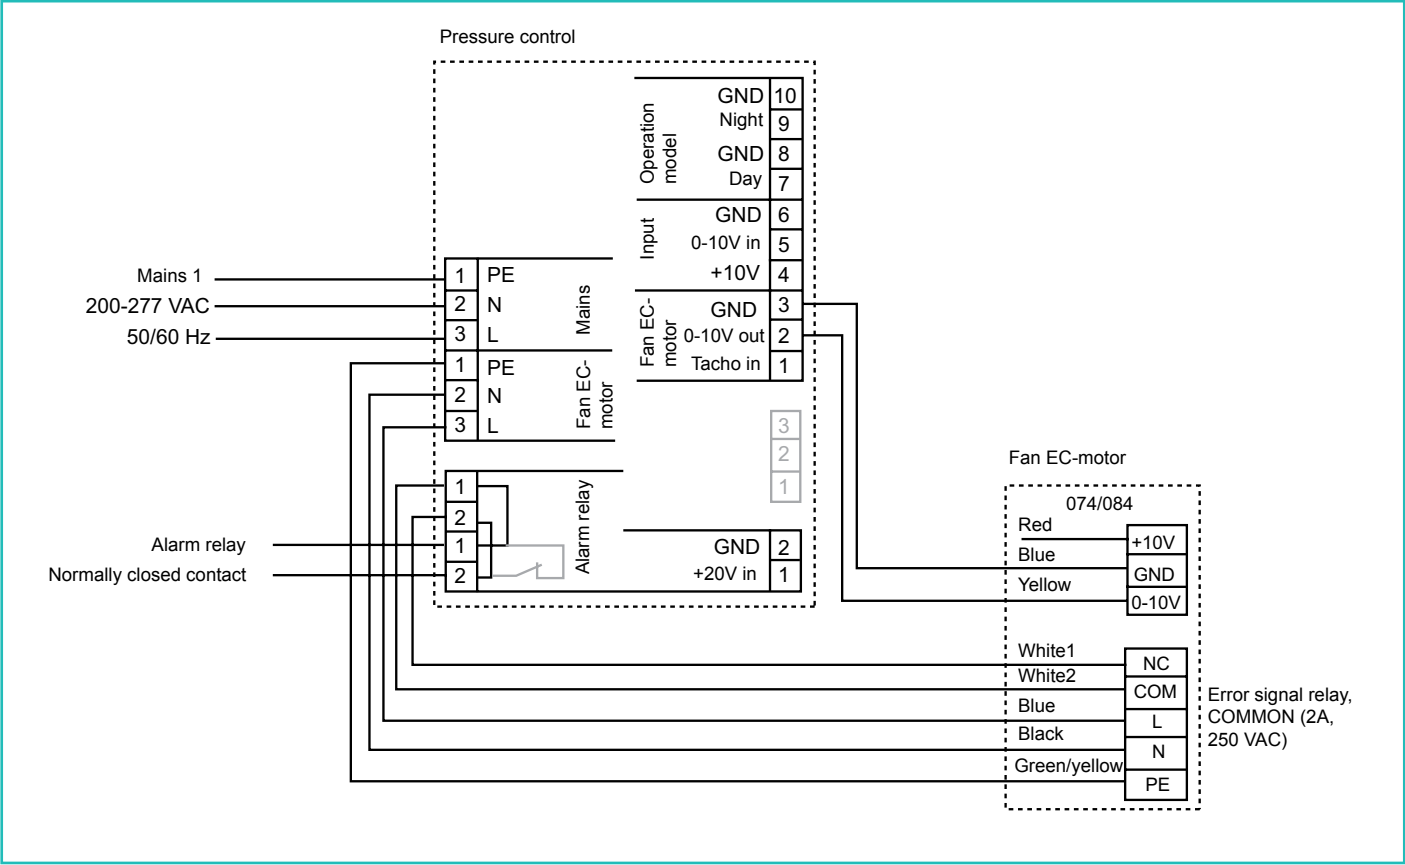 Pressure control
Operation
model
GND 10
Night 9
GND 8
Day 7
Input
GND 6
0-10V in 5
+10V 4
Fan EC-
motor
GND 3
0-10V out 2
Tacho in 1
Mains 1
200-277 VAC
50/60 Hz
1 PE
2 N
3 L
Mains
1 PE
2 N
3 L
Fan EC-
motor
3
2
1
1
2
1
2
Alarm relay
Alarm relay
Normally closed contact
GND 2
+20V in 1
Fan EC-motor
074/084
Red
+10V
Blue
GND
Yellow
0-10V
White1
NC
White2
COM
Blue
L
Black
N
Green/yellow
PE
Error signal relay,
COMMON (2A,
250 VAC)